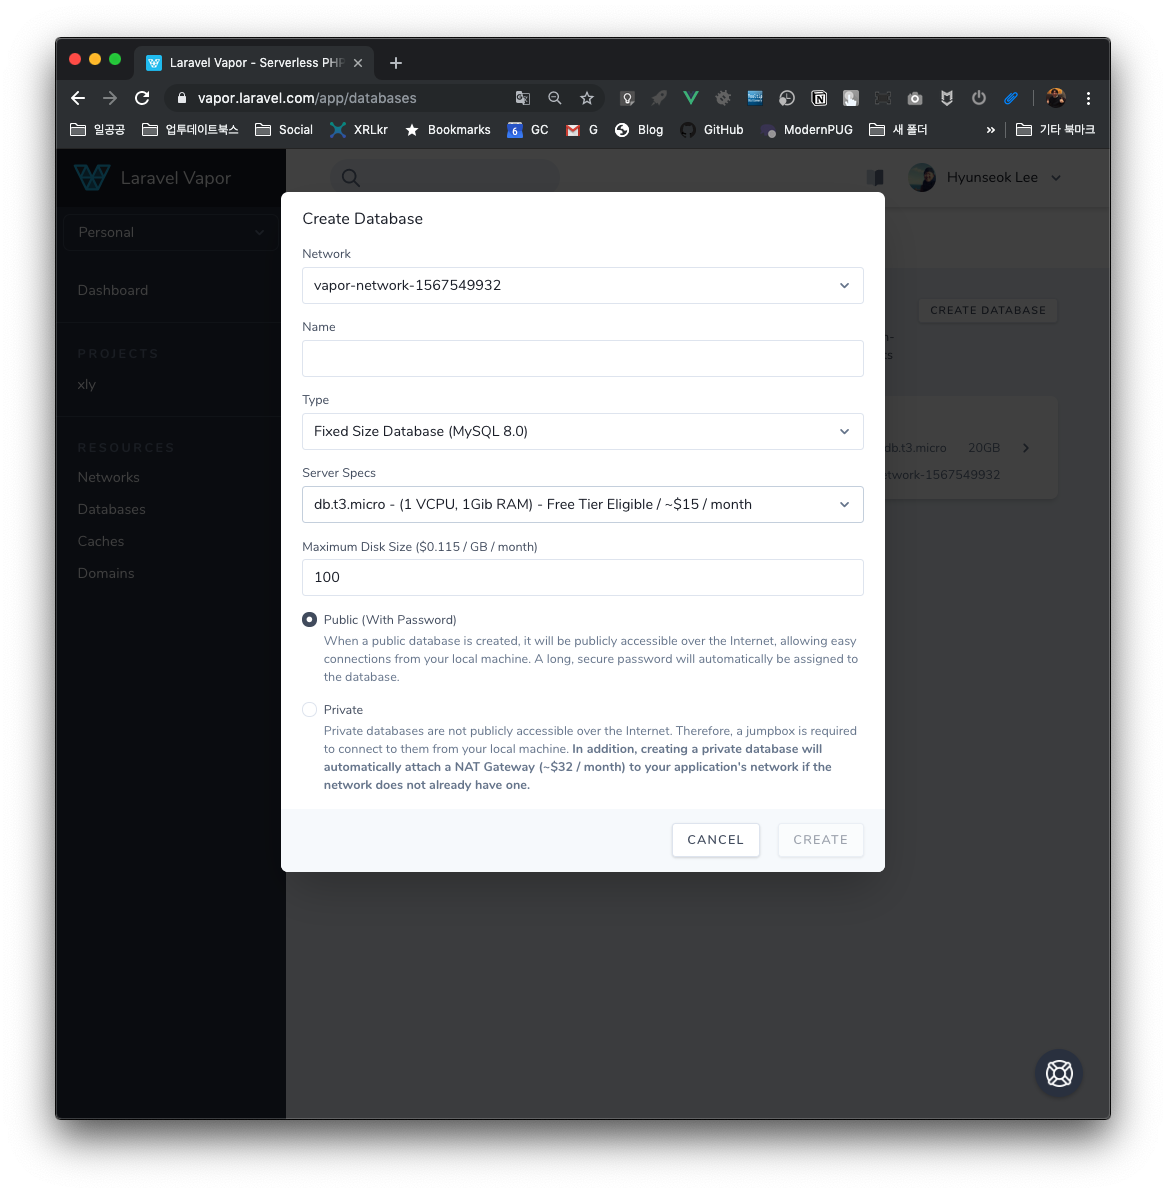 Laravel Vapor - Serverless PHP
vapor.laravel.com/app/databases
일공공
업투데이트북스
Social
XRLkr
Bookmarks
6
GC
G
Blog
GitHub
ModernPUG
새 폴더
»
기타 북마크
Laravel Vapor
Hyunseok Lee
Personal
Dashboard
PROJECTS
xly
RESOURCES
Networks
Databases
Caches
Domains
CREATE DATABASE
db.t3.micro
20GB
etwork-1567549932
Create Database
Network
vapor-network-1567549932
Name
Type
Fixed Size Database (MySQL 8.0)
Server Specs
db.t3.micro - (1 VCPU, 1Gib RAM) - Free Tier Eligible / ~$15 / month
Maximum Disk Size ($0.115 / GB / month)
100
Public (With Password)
When a public database is created, it will be publicly accessible over the Internet, allowing easy
connections from your local machine. A long, secure password will automatically be assigned to
the database.
Private
Private databases are not publicly accessible over the Internet. Therefore, a jumpbox is required
to connect to them from your local machine. In addition, creating a private database will
automatically attach a NAT Gateway (~$32 / month) to your application's network if the
network does not already have one.
CANCEL
CREATE